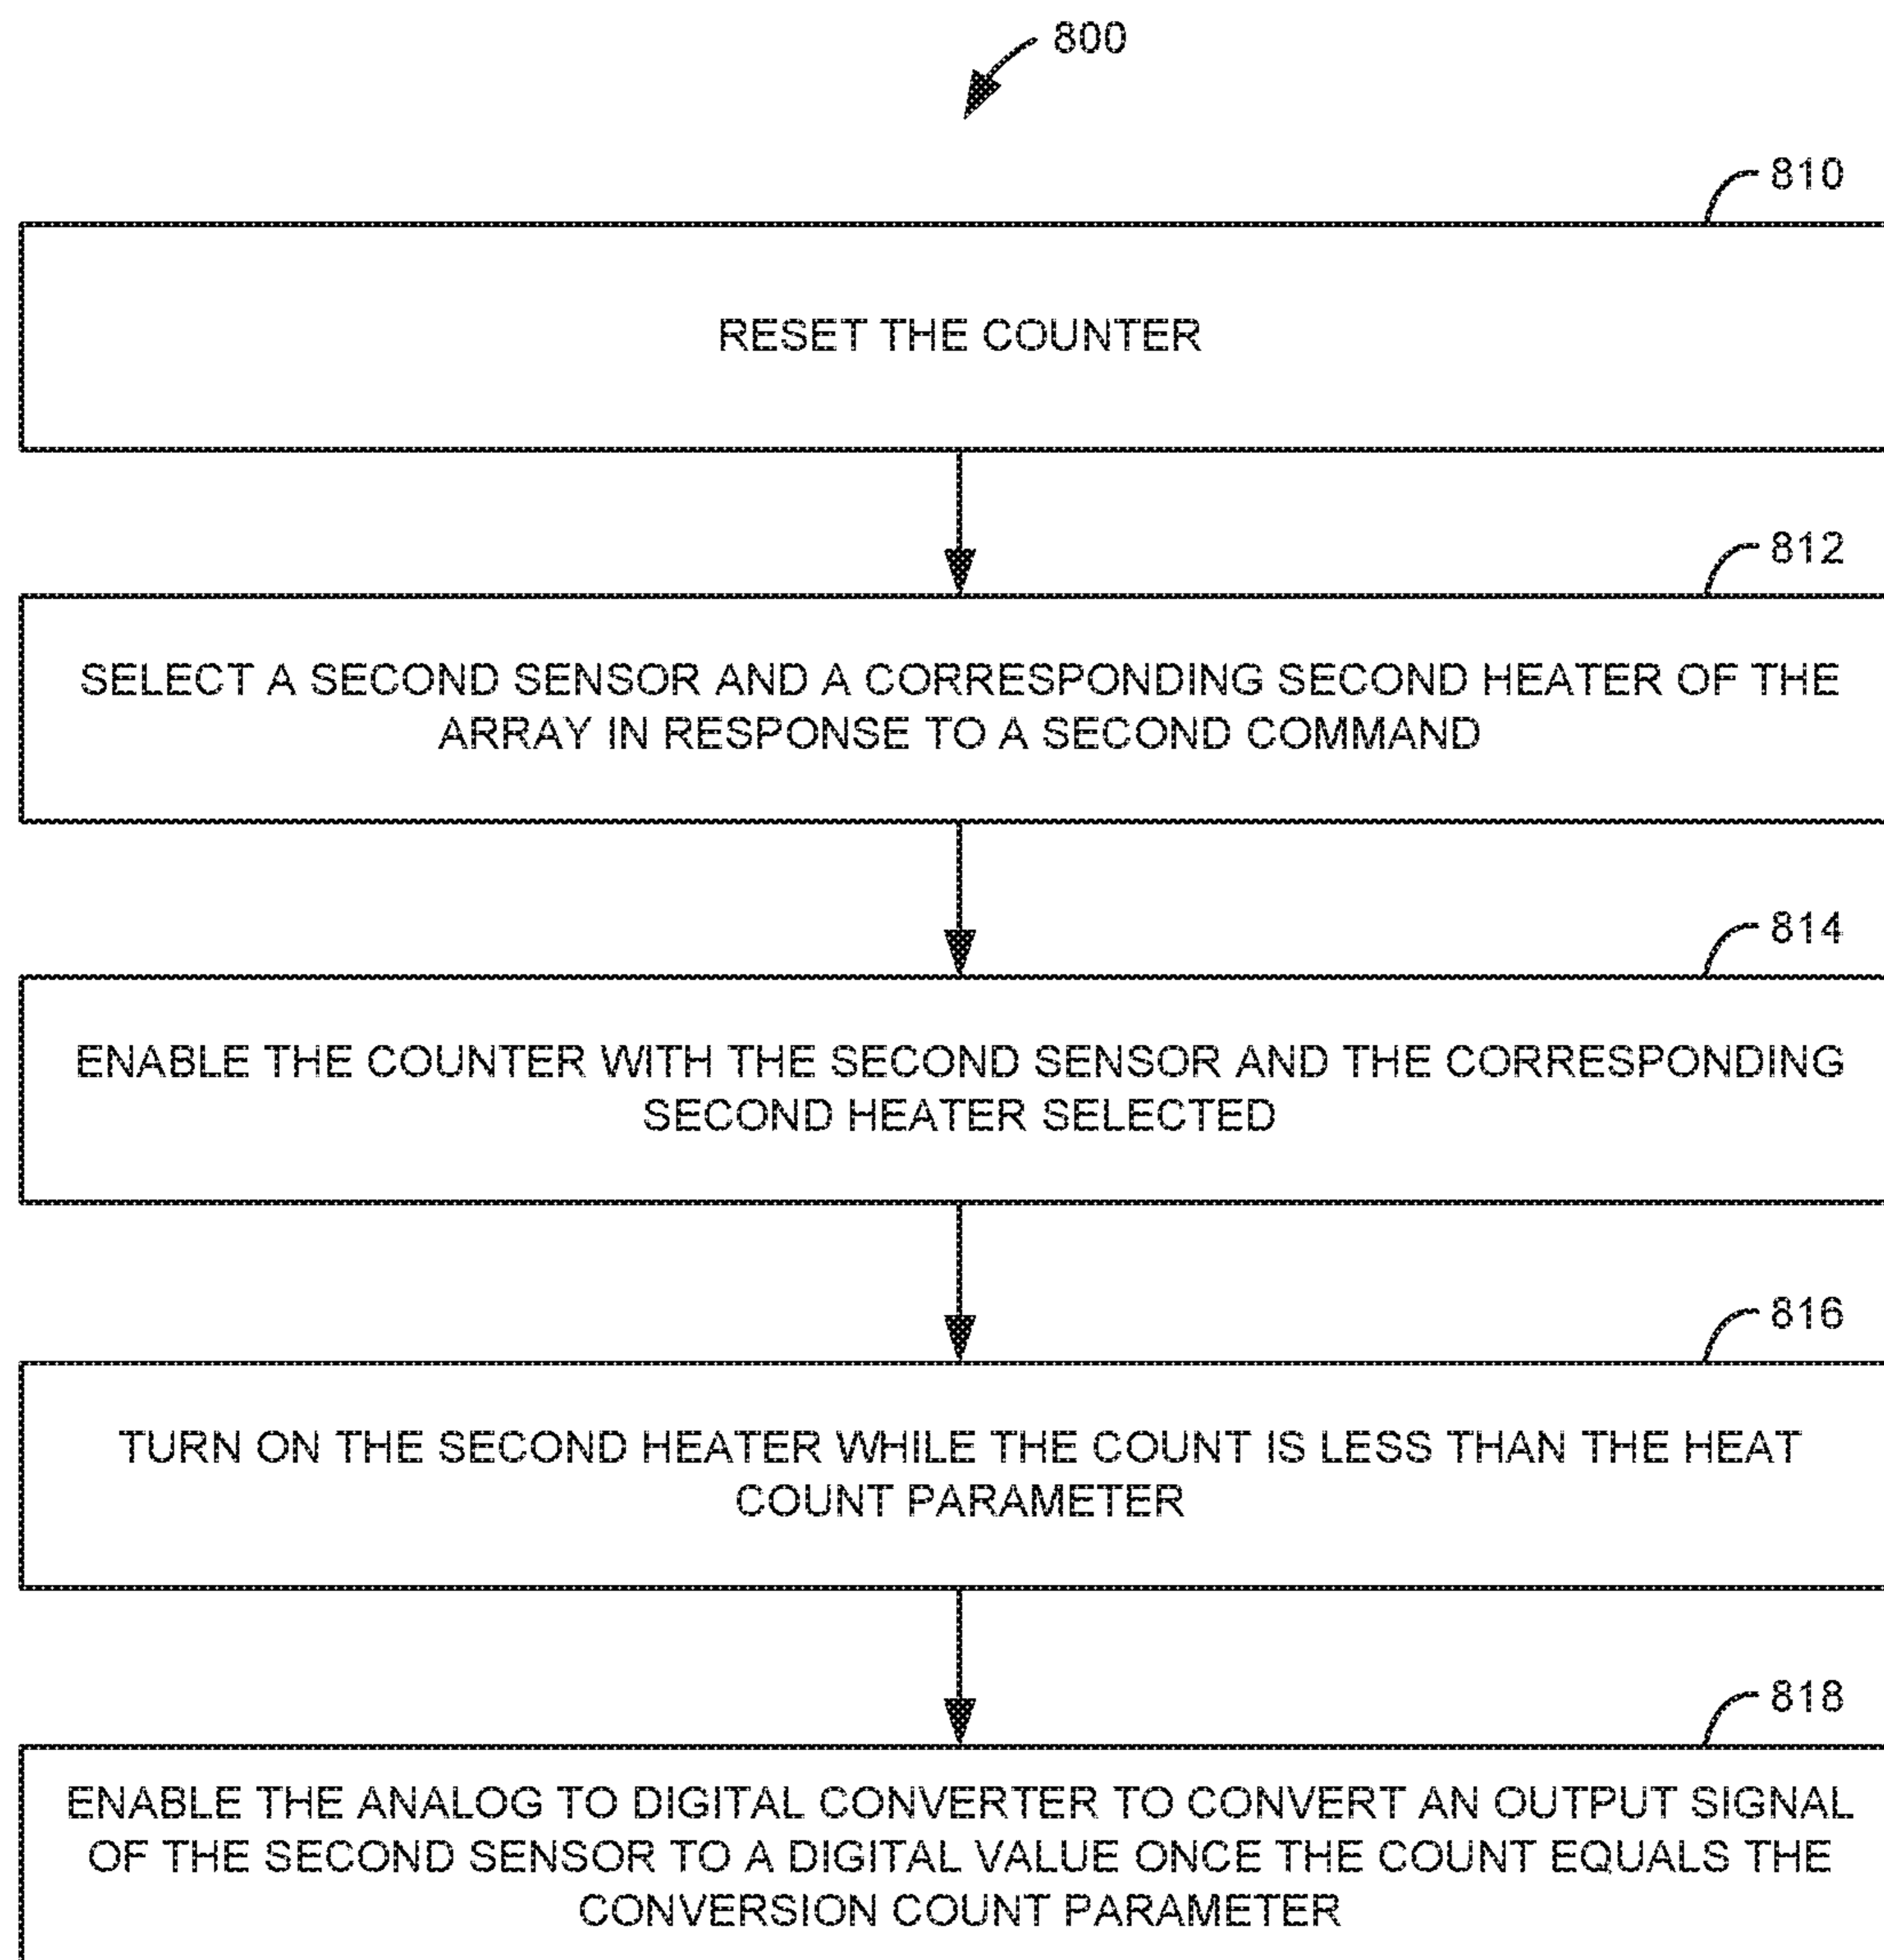 800
810
RESET THE COUNTER
812
SELECT A SECOND SENSOR AND A CORRESPONDING SECOND HEATER OF THE
ARRAY IN RESPONSE TO A SECOND COMMAND
814
ENABLE THE COUNTER WITH THE SECOND SENSOR AND THE CORRESPONDING
SECOND HEATER SELECTED
816
TURN ON THE SECOND HEATER WHILE THE COUNT IS LESS THAN THE HEAT
COUNT PARAMETER
818
ENABLE THE ANALOG TO DIGITAL CONVERTER TO CONVERT AN OUTPUT SIGNAL
OF THE SECOND SENSOR TO A DIGITAL VALUE ONCE THE COUNT EQUALS THE
CONVERSION COUNT PARAMETER